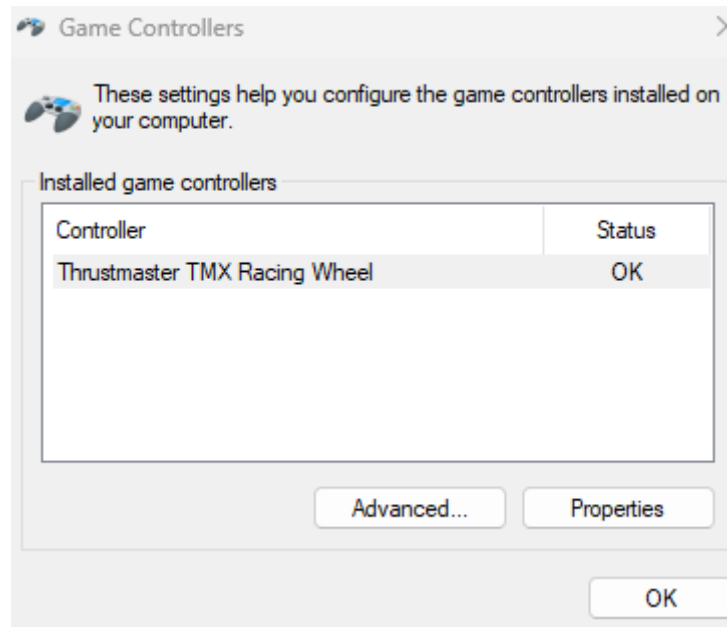 Game Controllers
These settings help you configure the game controllers installed on
your computer.
Installed game controllers
Controller Status
Thrustmaster TMX Racing Wheel OK
Advanced... Properties
OK